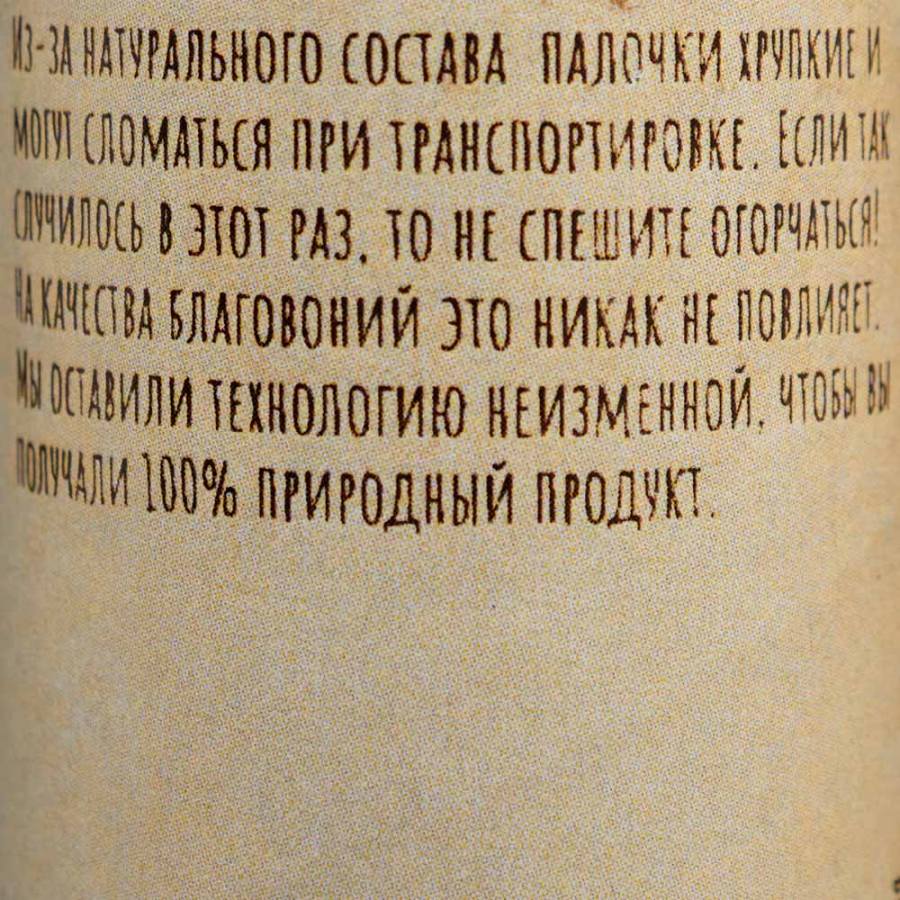 Из-за натурального состава палочки хрупкие и
могут сломаться при транспортировке. Если так
случилось в этот раз, то не спешите огорчаться!
На качества благовоний это никак не повлияет.
Мы оставили технологию неизменной, чтобы вы
получали 100% природный продукт.